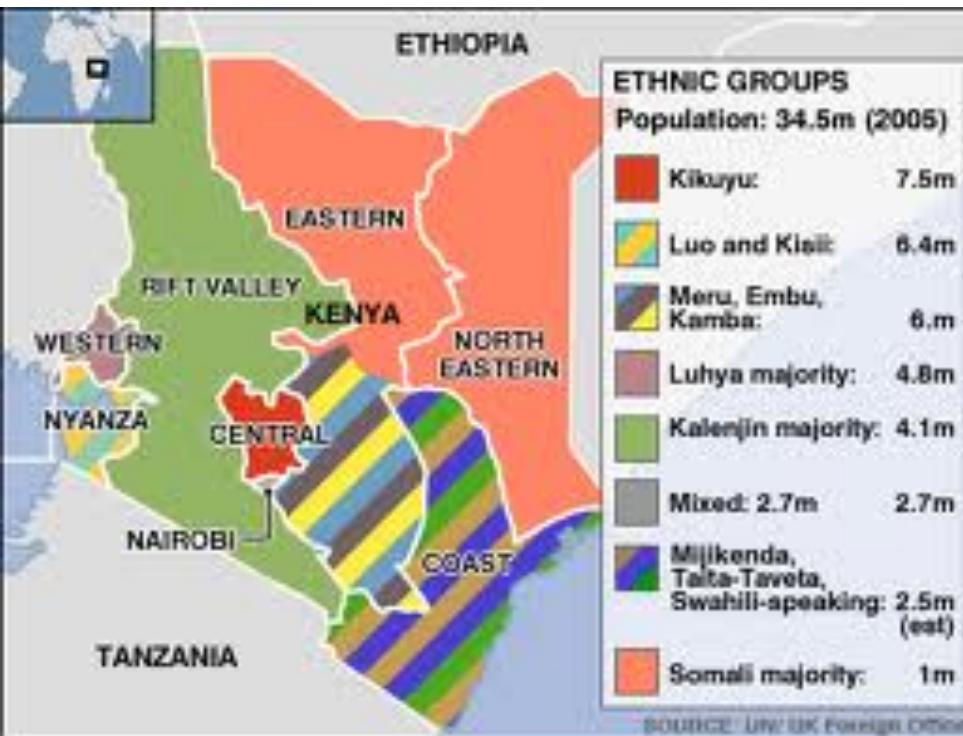 ETHIOPIA
EASTERN
RIFT VALLEY
KENYA
NORTH
EASTERN
WESTERN
NYANZA
CENTRAL
NAIROBI
COAST
TANZANIA
ETHNIC GROUPS
Population: 34.5m (2005)
Kikuyu: 7.5m
Luo and Kisii: 6.4m
Meru, Embu,
Kamba: 6.m
Luhya majority: 4.8m
Kalenjin majority: 4.1m
Mixed: 2.7m 2.7m
Mijikenda,
Taita-Taveta,
Swahili-speaking: 2.5m
(est)
Somali majority: 1m
SOURCE: UN/ UK Foreign Office